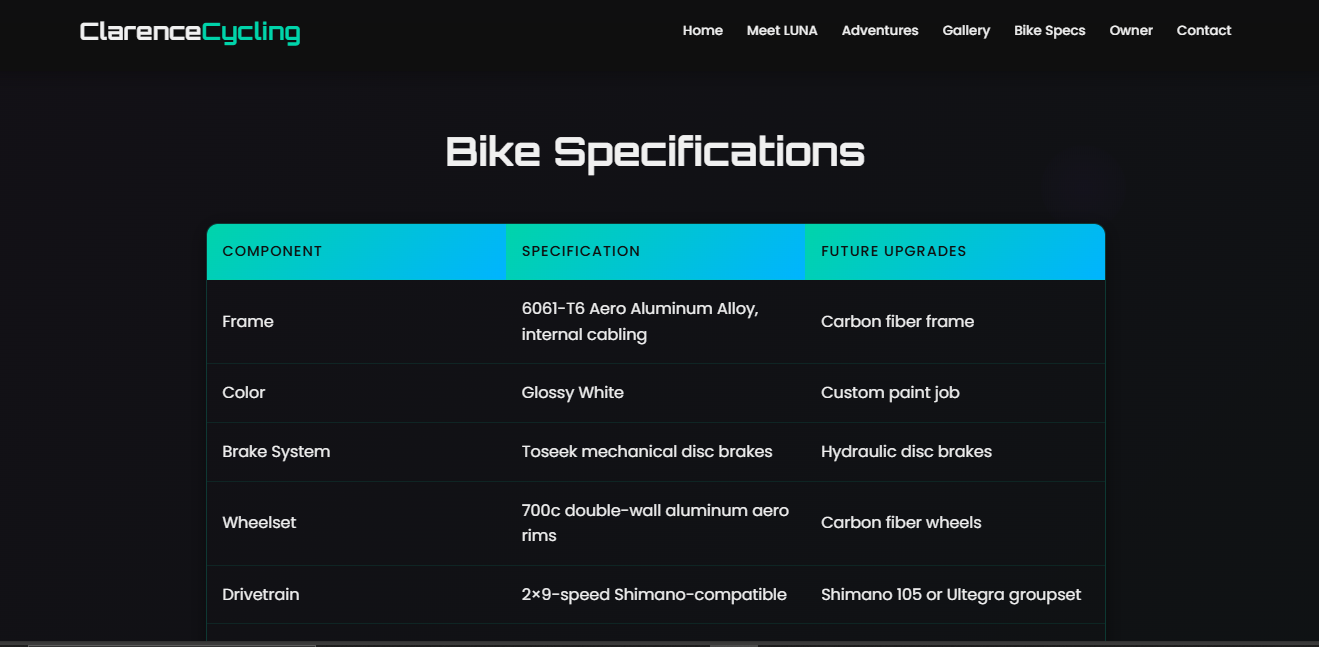 ClarenceCycling
Home Meet LUNA Adventures Gallery Bike Specs Owner Contact
Bike Specifications
COMPONENT SPECIFICATION FUTURE UPGRADES
Frame
6061-T6 Aero Aluminum Alloy,
internal cabling
Carbon fiber frame
Color Glossy White Custom paint job
Brake System Toseek mechanical disc brakes Hydraulic disc brakes
Wheelset
700c double-wall aluminum aero
rims
Carbon fiber wheels
Drivetrain 2×9-speed Shimano-compatible Shimano 105 or Ultegra groupset